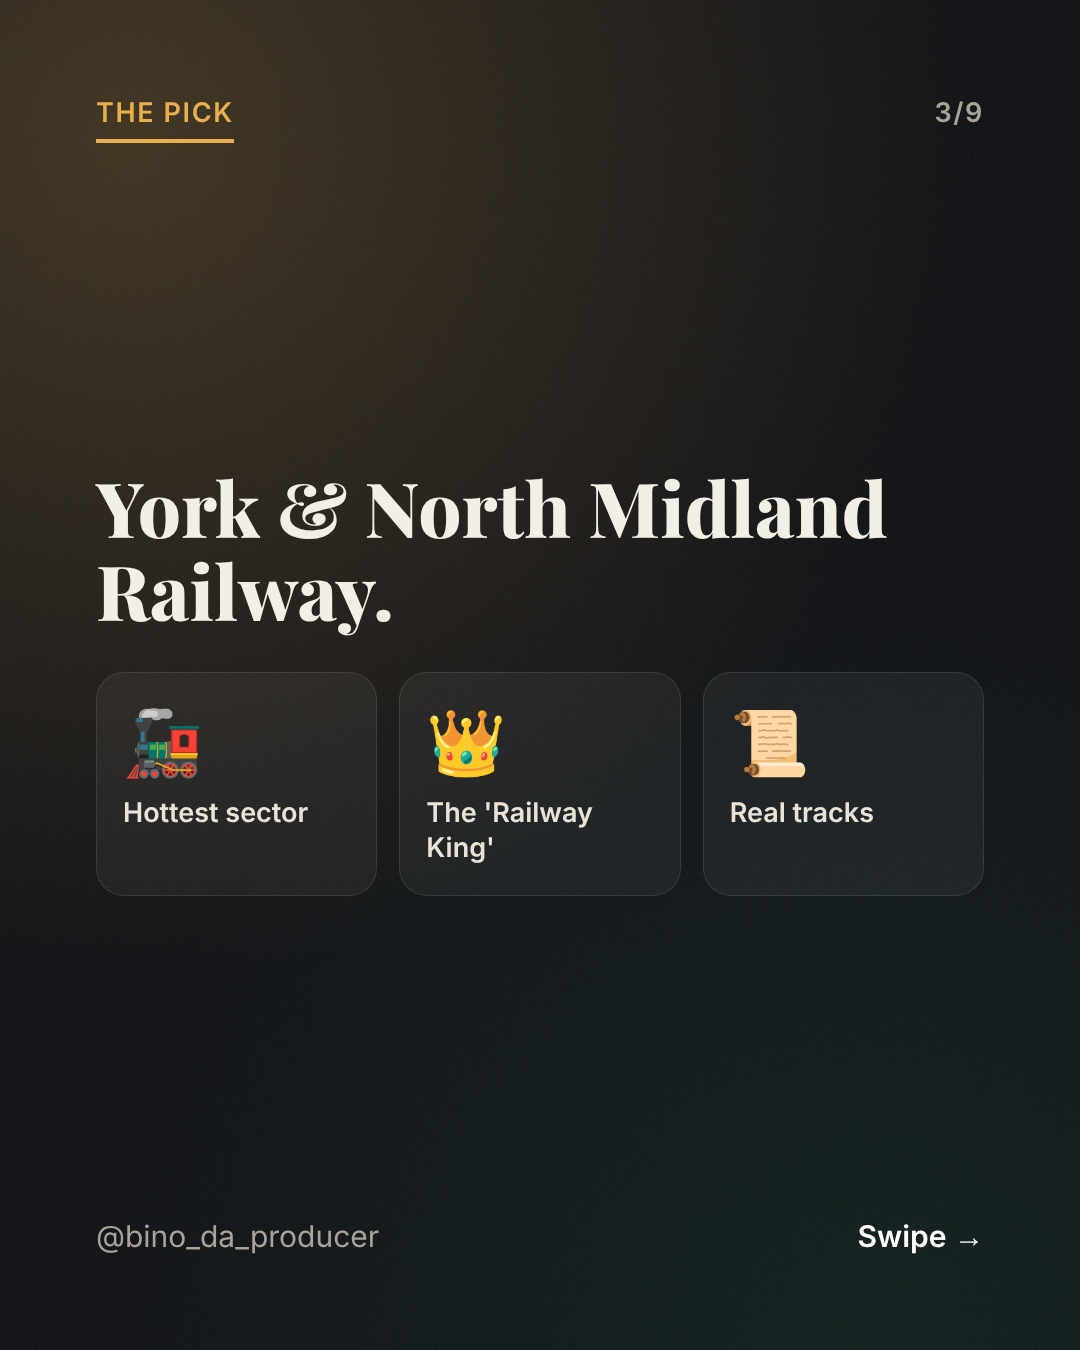 THE PICK
3/9
York & North Midland
Railway.
Hottest sector
The 'Railway
King'
Real tracks
@bino_da_producer
Swipe →